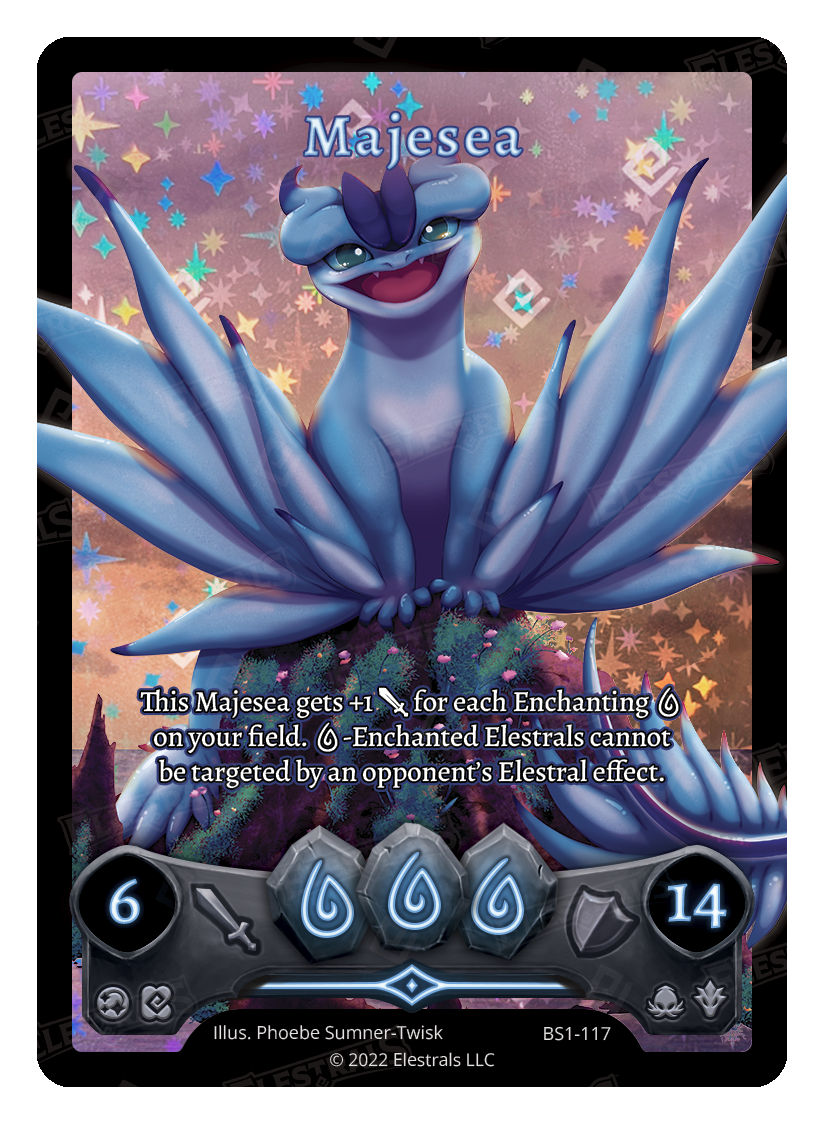 Majesea
This Majesea gets +1 for each Enchanting
on your field. -Enchanted Elestrals cannot
be targeted by an opponent's Elestral effect.
6
14
Illus. Phoebe Sumner-Twisk
BS1-117
© 2022 Elestrals LLC